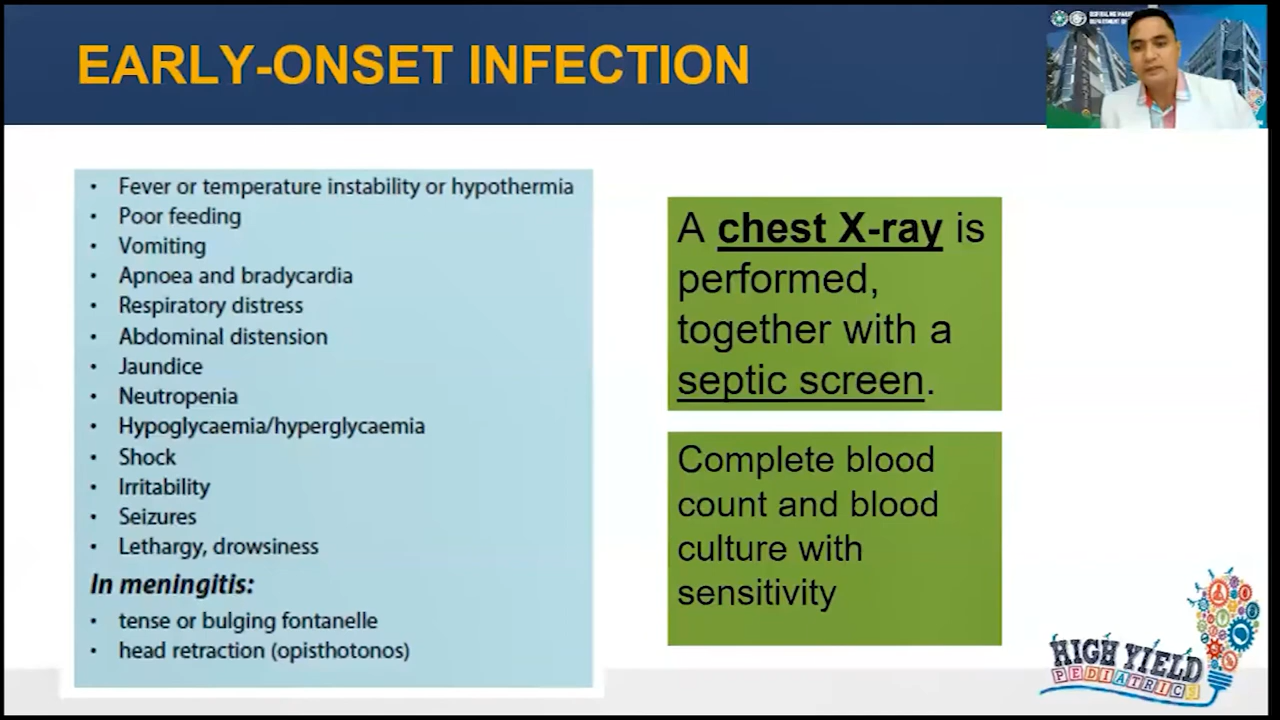 EARLY-ONSET INFECTION
• Fever or temperature instability or hypothermia
• Poor feeding
• Vomiting
• Apnoea and bradycardia
• Respiratory distress
• Abdominal distension
• Jaundice
• Neutropenia
• Hypoglycaemia/hyperglycaemia
• Shock
• Irritability
• Seizures
• Lethargy, drowsiness
In meningitis:
• tense or bulging fontanelle
• head retraction (opisthotonos)
A chest X-ray is
performed,
together with a
septic screen.
Complete blood
count and blood
culture with
sensitivity
HIGH YIELD
PEDIATRICS